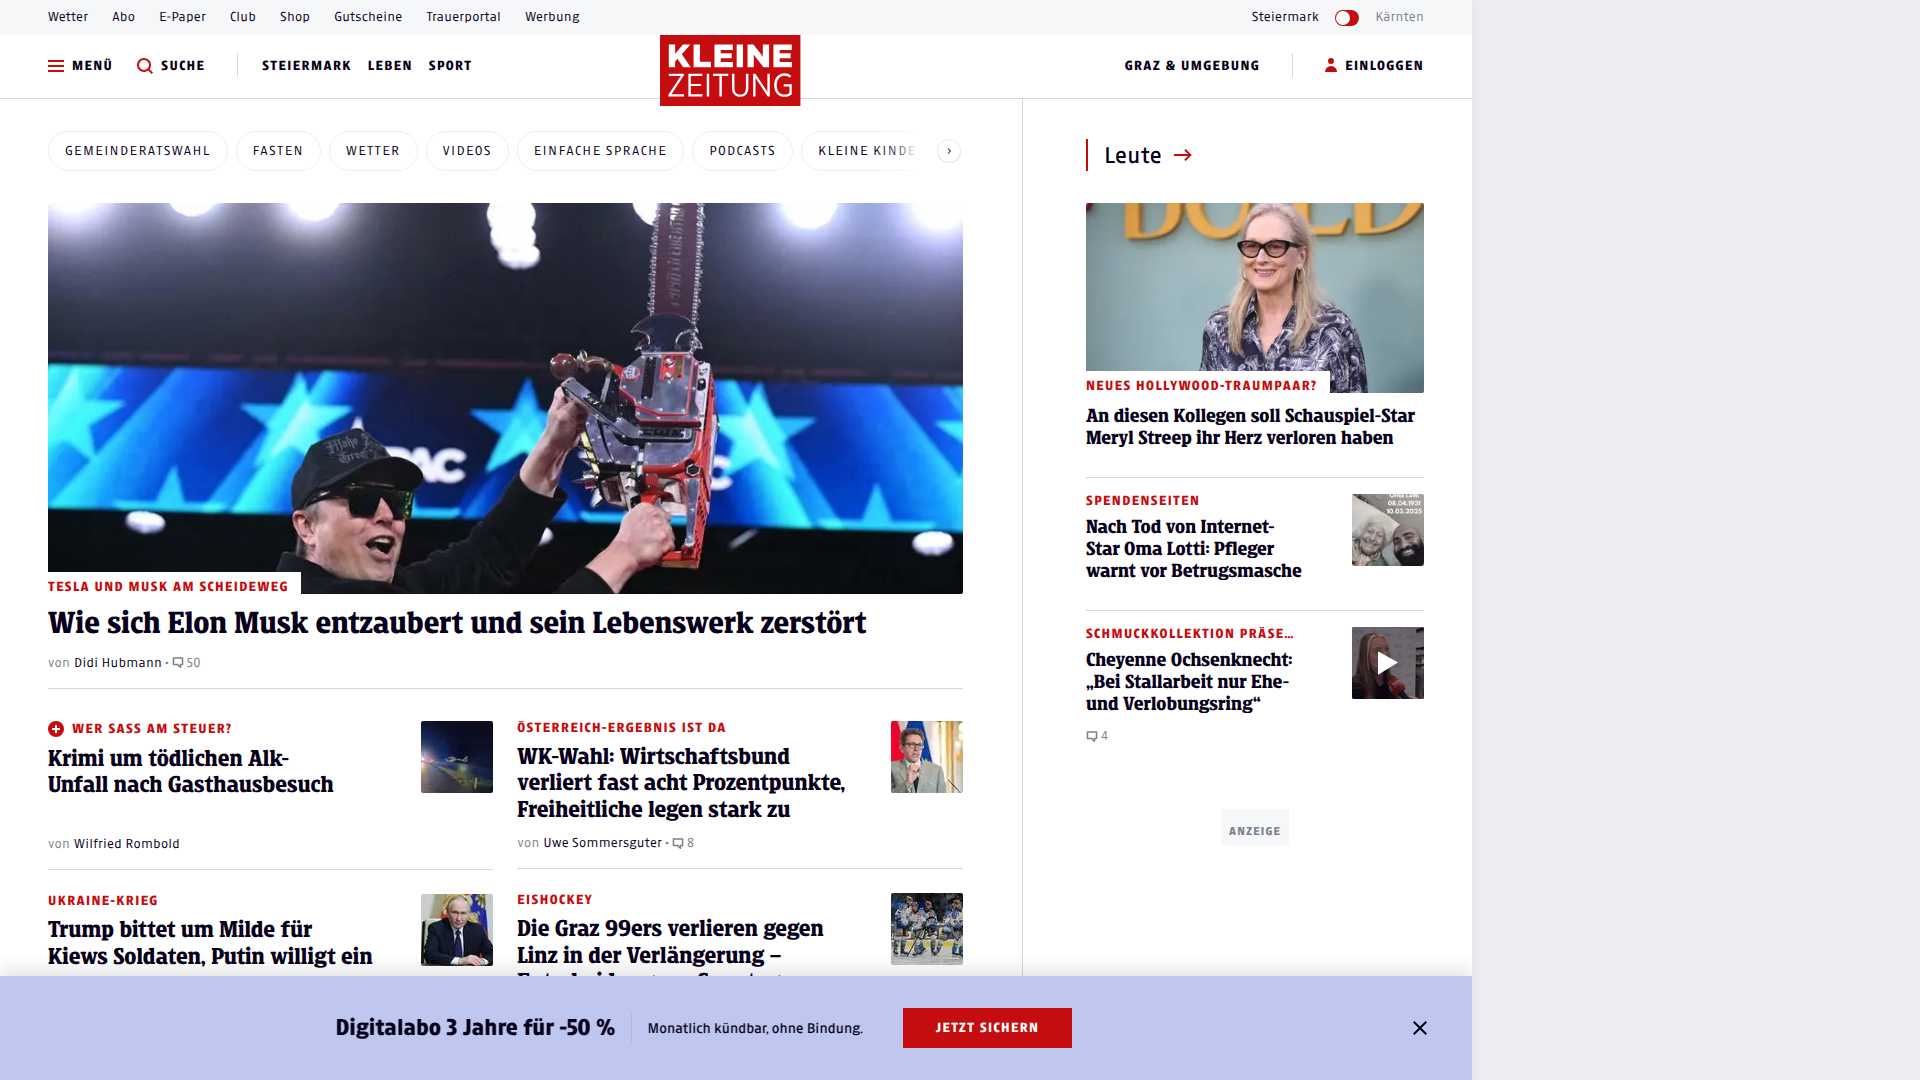 Wetter Abo E-Paper Club Shop Gutscheine Trauerportal Werbung Steiermark Kärnten
MENÜ SUCHE STEIERMARK LEBEN SPORT
KLEINE
ZEITUNG
GRAZ & UMGEBUNG EINLOGGEN
GEMEINDERATSWAHL FASTEN WETTER VIDEOS EINFACHE SPRACHE PODCASTS KLEINE KINDE
TESLA UND MUSK AM SCHEIDEWEG
Wie sich Elon Musk entzaubert und sein Lebenswerk zerstört
von Didi Hubmann · 50
WER SASS AM STEUER?
Krimi um tödlichen Alk-
Unfall nach Gasthausbesuch
von Wilfried Rombold
ÖSTERREICH-ERGEBNIS IST DA
WK-Wahl: Wirtschaftsbund
verliert fast acht Prozentpunkte,
Freiheitliche legen stark zu
von Uwe Sommersguter · 8
UKRAINE-KRIEG
Trump bittet um Milde für
Kiews Soldaten, Putin willigt ein
EISHOCKEY
Die Graz 99ers verlieren gegen
Linz in der Verlängerung –
Leute
NEUES HOLLYWOOD-TRAUMPAAR?
An diesen Kollegen soll Schauspiel-Star
Meryl Streep ihr Herz verloren haben
SPENDENSEITEN
Nach Tod von Internet-
Star Oma Lotti: Pfleger
warnt vor Betrugsmasche
08.04.1931
10.03.2025
SCHMUCKKOLLEKTION PRÄSE...
Cheyenne Ochsenknecht:
„Bei Stallarbeit nur Ehe-
und Verlobungsring“
4
ANZEIGE
Digitalabo 3 Jahre für -50 %
Monatlich kündbar, ohne Bindung.
JETZT SICHERN